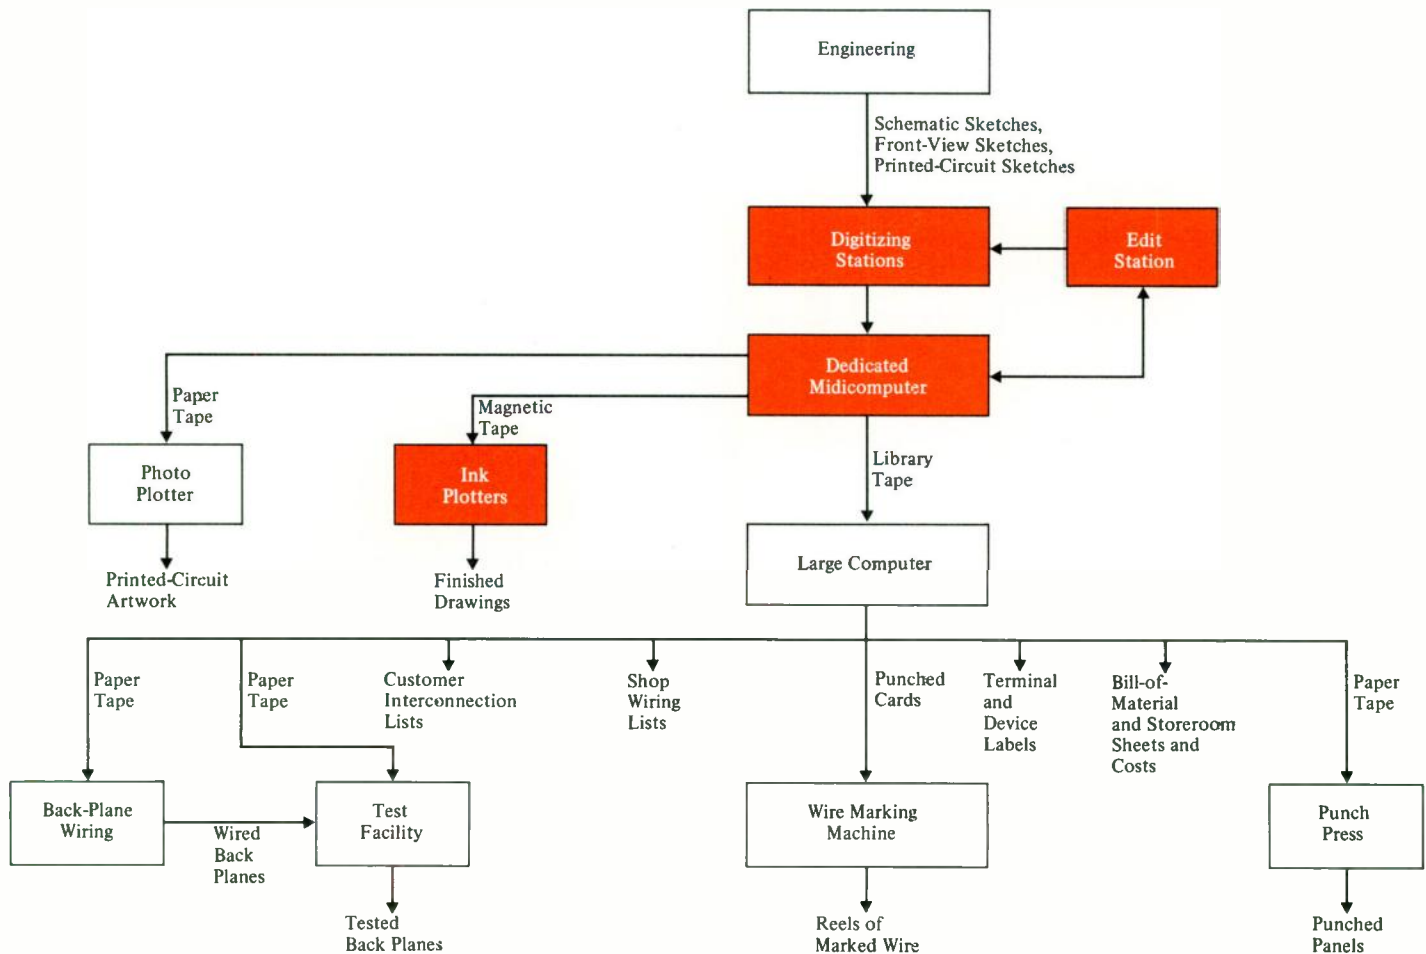 Engineering
Schematic Sketches,
Front-View Sketches,
Printed-Circuit Sketches
Digitizing
Stations
Edit
Station
Dedicated
Midicomputer
Paper
Tape
Magnetic
Tape
Library
Tape
Photo
Plotter
Ink
Plotters
Large Computer
Printed-Circuit
Artwork
Finished
Drawings
Paper
Tape
Paper
Tape
Customer
Interconnection
Lists
Shop
Wiring
Lists
Punched
Cards
Terminal
and
Device
Labels
Bill-of-
Material
and Storeroom
Sheets and
Costs
Paper
Tape
Back-Plane
Wiring
Wired
Back
Planes
Test
Facility
Wire Marking
Machine
Punch
Press
Tested
Back Planes
Reels of
Marked Wire
Punched
Panels